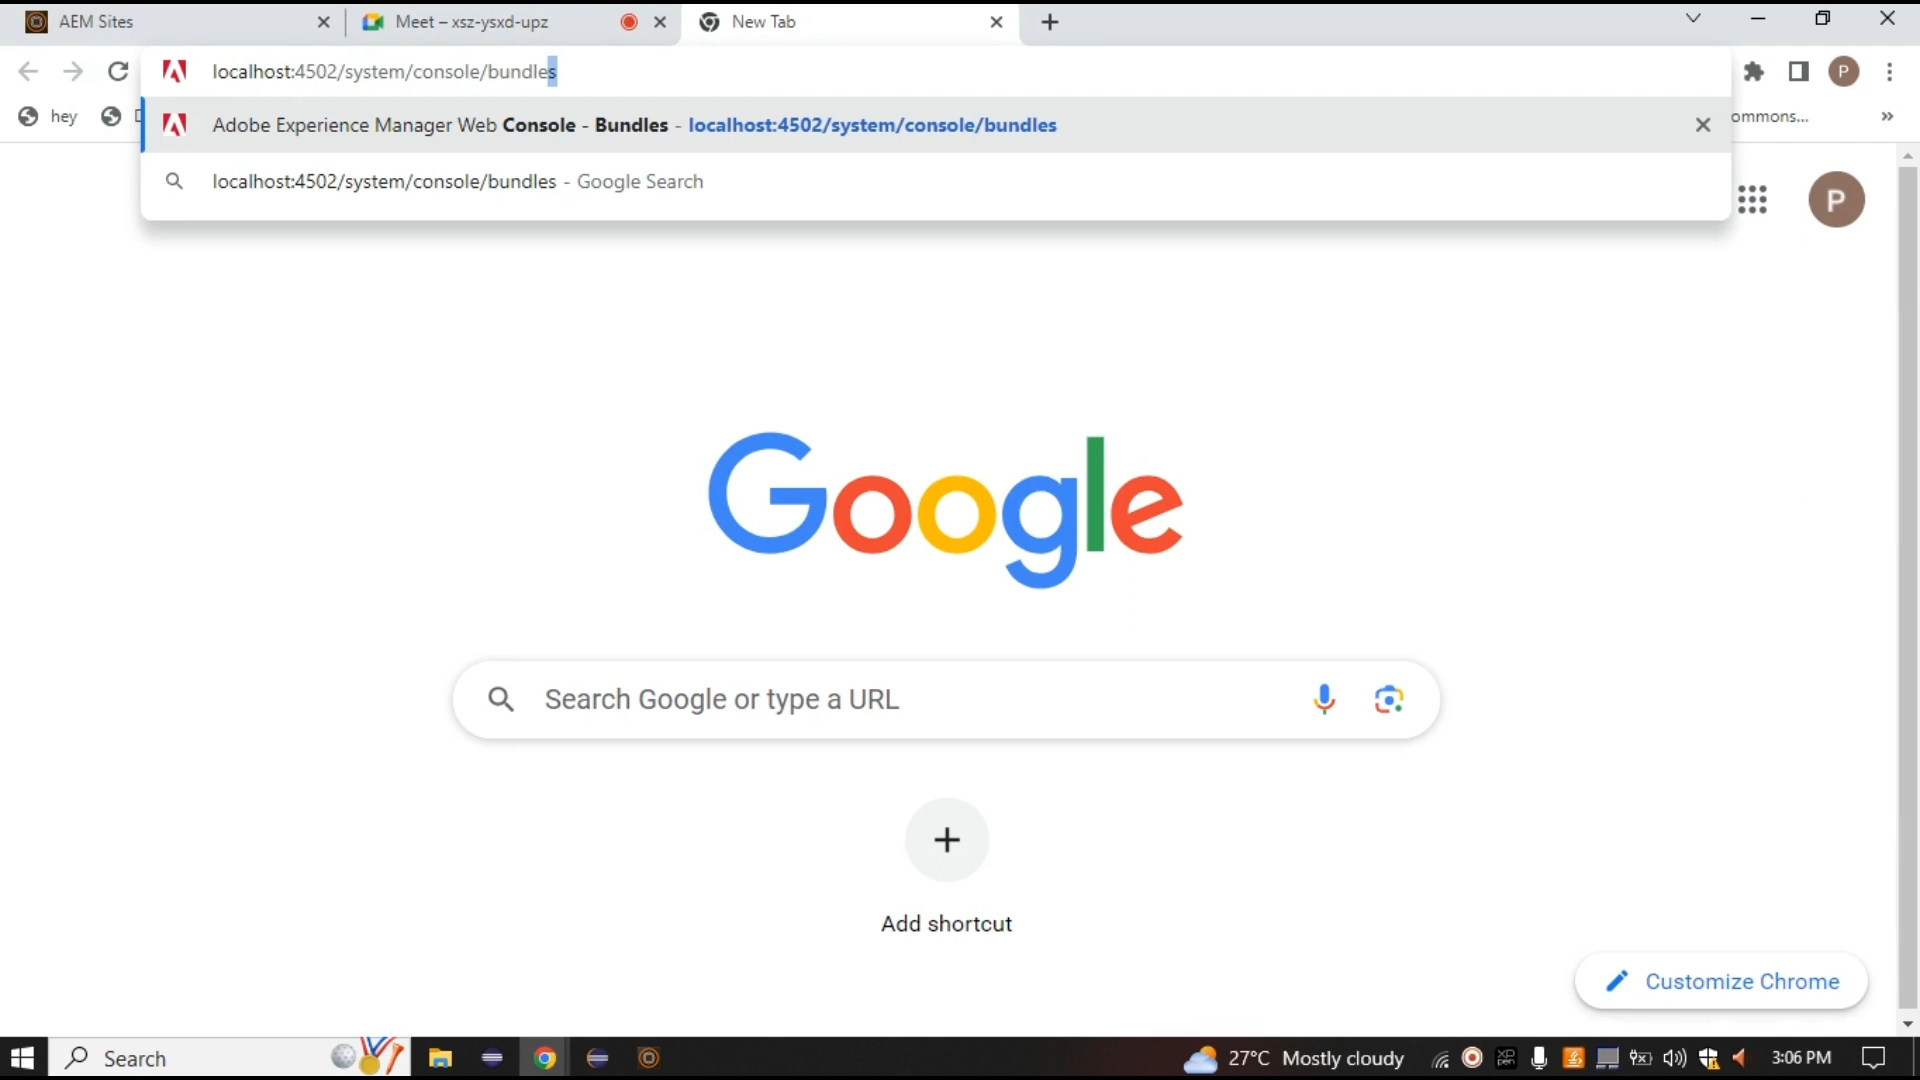 AEM Sites
Meet – xsz-ysxd-upz
New Tab
localhost:4502/system/console/bundles
P
hey
Adobe Experience Manager Web Console - Bundles - localhost:4502/system/console/bundles
ommons...
localhost:4502/system/console/bundles - Google Search
P
Google
Search Google or type a URL
Add shortcut
Customize Chrome
Search
27°C Mostly cloudy
3:06 PM